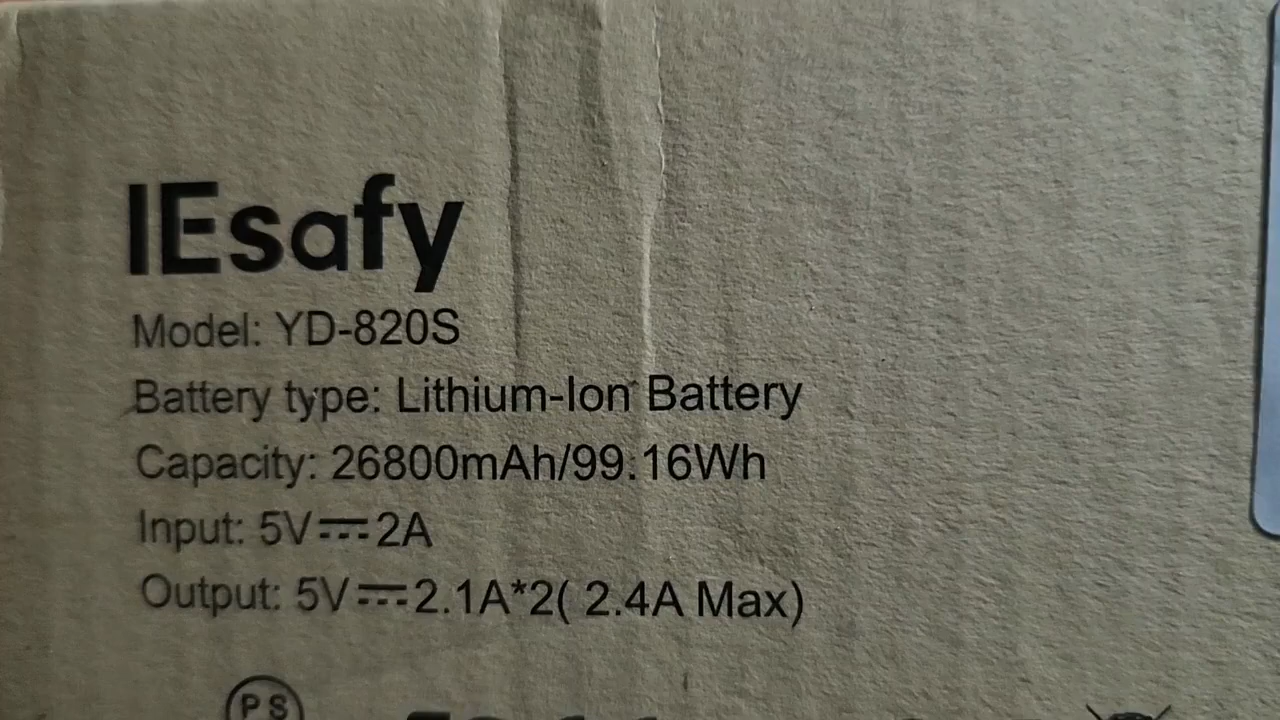 IEsafy
Model: YD-820S
Battery type: Lithium-Ion Battery
Capacity: 26800mAh/99.16Wh
Input: 5V⎓2A
Output: 5V⎓2.1A*2( 2.4A Max)
PS